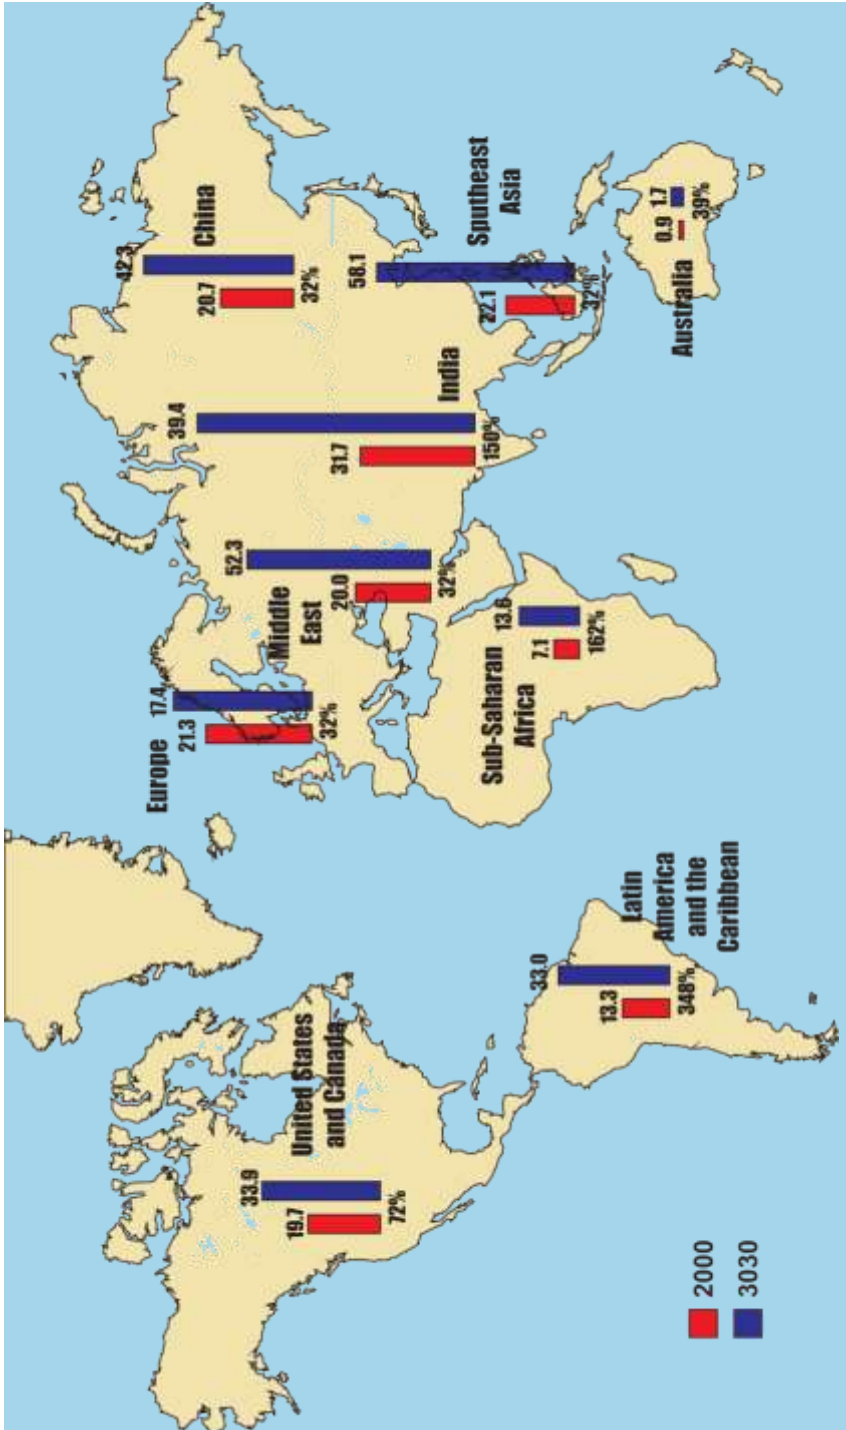 United States
and Canada
33.9
19.7
72%
Latin
America
and the
Caribbean
33.0
13.3
348%
Europe
17.4
21.3
32%
Middle
East
52.3
20.0
32%
Sub-Saharan
Africa
13.6
7.1
162%
India
39.4
31.7
150%
China
42.3
20.7
32%
Sputheast
Asia
58.1
22.1
32%
Australia
0.9 1.7
39%
2000
3030